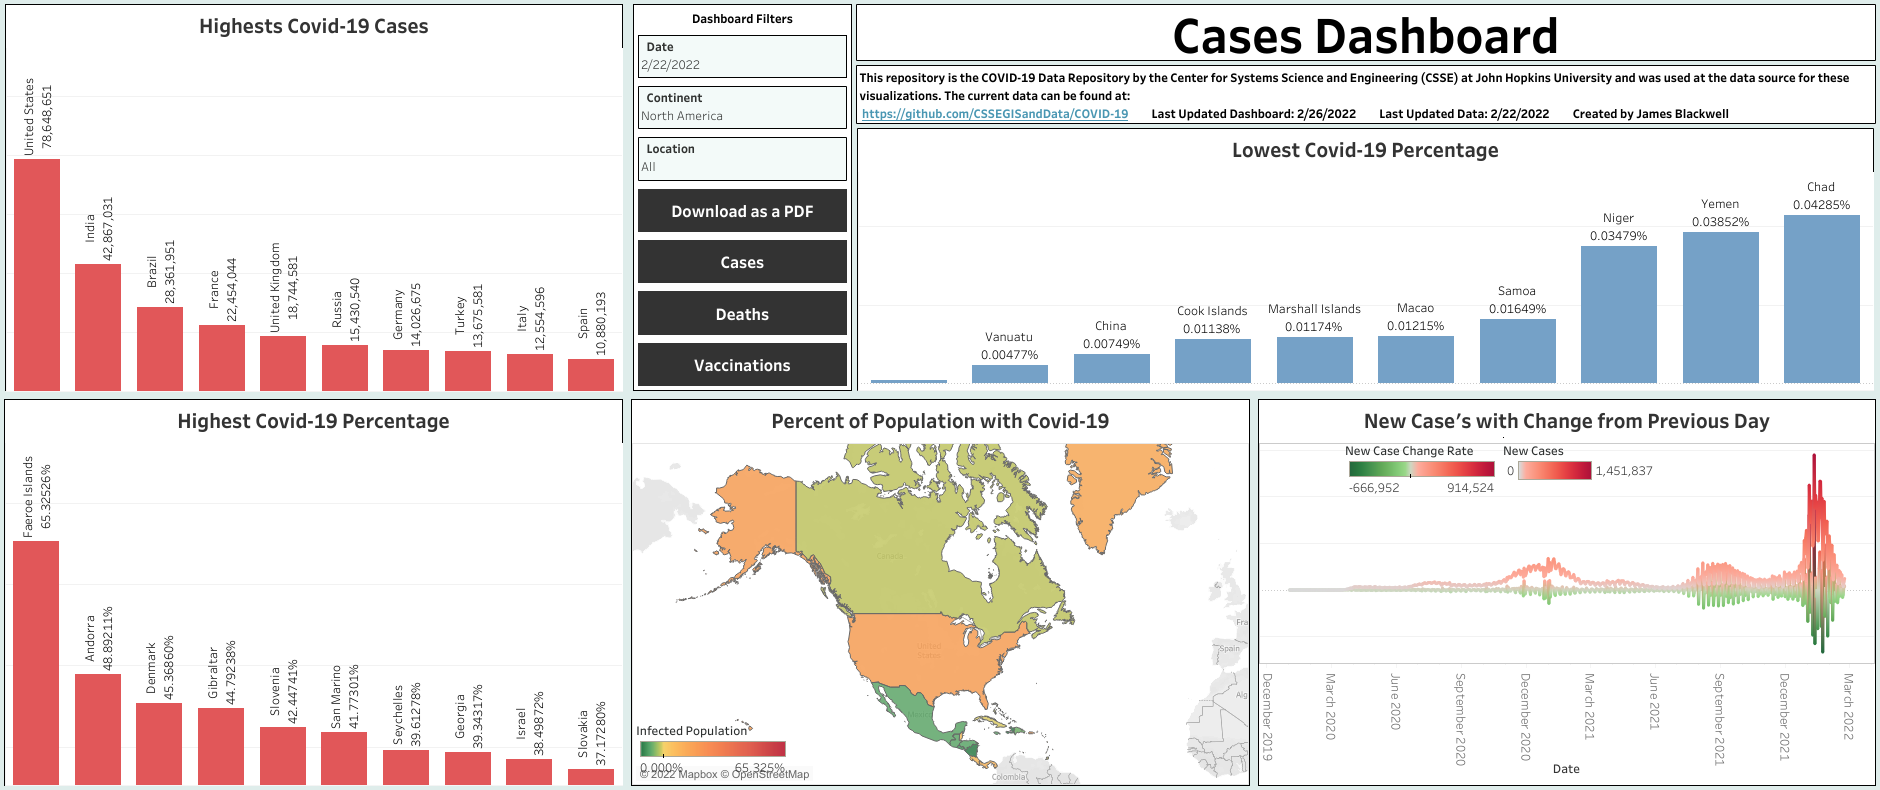 Highests Covid-19 Cases
United States
78,648,651
India
42,867,031
Brazil
28,361,951
France
22,454,044
United Kingdom
18,744,581
Russia
15,430,540
Germany
14,026,675
Turkey
13,675,581
Italy
12,554,596
Spain
10,880,193
Dashboard Filters
Date
2/22/2022
Continent
North America
Location
All
Download as a PDF
Cases
Deaths
Vaccinations
Cases Dashboard
This repository is the COVID-19 Data Repository by the Center for Systems Science and Engineering (CSSE) at John Hopkins University and was used at the data source for these
visualizations. The current data can be found at:
https://github.com/CSSEGISandData/COVID-19 Last Updated Dashboard: 2/26/2022 Last Updated Data: 2/22/2022 Created by James Blackwell
Lowest Covid-19 Percentage
Vanuatu
0.00477%
China
0.00749%
Cook Islands
0.01138%
Marshall Islands
0.01174%
Macao
0.01215%
Samoa
0.01649%
Niger
0.03479%
Yemen
0.03852%
Chad
0.04285%
Highest Covid-19 Percentage
Faeroe Islands
65.32526%
Andorra
48.89211%
Denmark
45.36860%
Gibraltar
44.79238%
Slovenia
42.44741%
San Marino
41.77301%
Seychelles
39.61278%
Georgia
39.34317%
Israel
38.49872%
Slovakia
37.17280%
Percent of Population with Covid-19
Canada
United
States
Mexico
Fra
Spain
Alg
Colombia
Infected Population
0.000% 65.325%
© 2022 Mapbox © OpenStreetMap
New Case's with Change from Previous Day
New Case Change Rate
-666,952 914,524
New Cases
0 1,451,837
December 2019
March 2020
June 2020
September 2020
December 2020
March 2021
June 2021
September 2021
December 2021
March 2022
Date